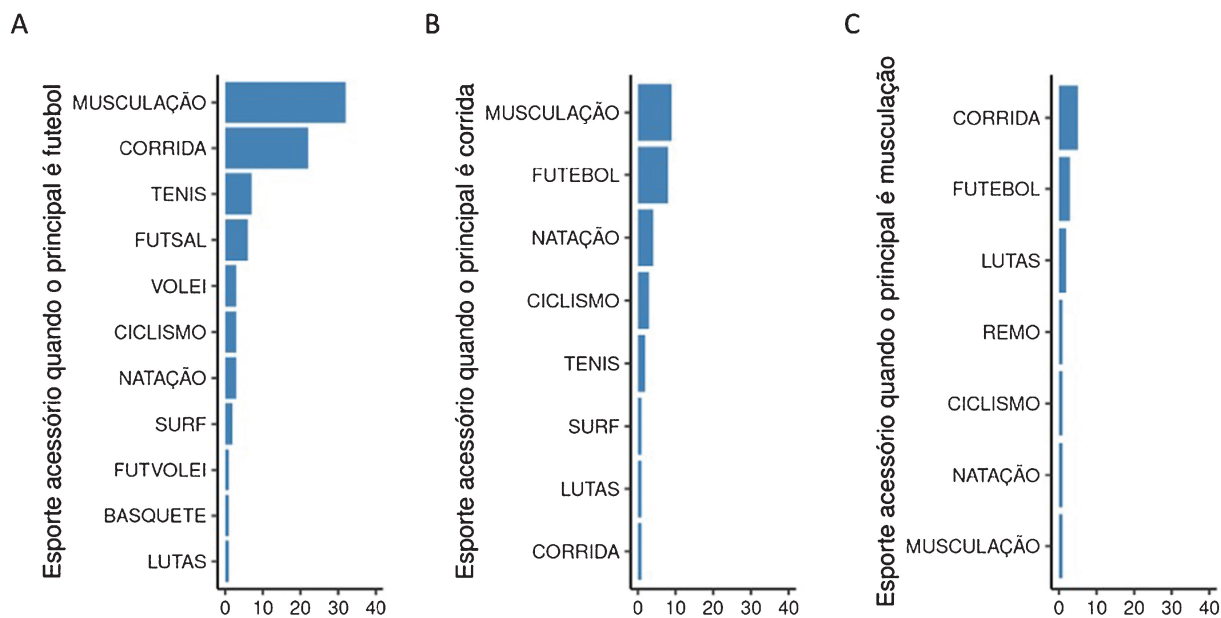 A
Esporte acessório quando o principal é futebol
MUSCULAÇÃO
CORRIDA
TENIS
FUTSAL
VOLEI
CICLISMO
NATAÇÃO
SURF
FUTVOLEI
BASQUETE
LUTAS
0 10 20 30 40
B
Esporte acessório quando o principal é corrida
MUSCULAÇÃO
FUTEBOL
NATAÇÃO
CICLISMO
TENIS
SURF
LUTAS
CORRIDA
0 10 20 30 40
C
Esporte acessório quando o principal é musculação
CORRIDA
FUTEBOL
LUTAS
REMO
CICLISMO
NATAÇÃO
MUSCULAÇÃO
0 10 20 30 40